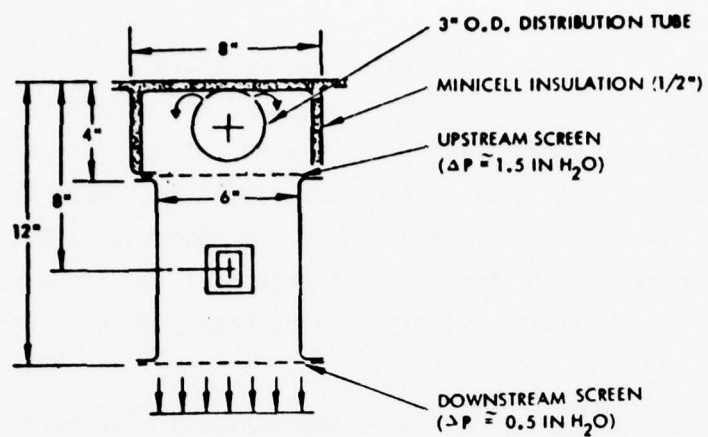 3" O.D. DISTRIBUTION TUBE
8"
MINICELL INSULATION (1/2")
4"
UPSTREAM SCREEN
(ΔP ≅ 1.5 IN H₂O)
8"
6"
12"
DOWNSTREAM SCREEN
(ΔP ≅ 0.5 IN H₂O)